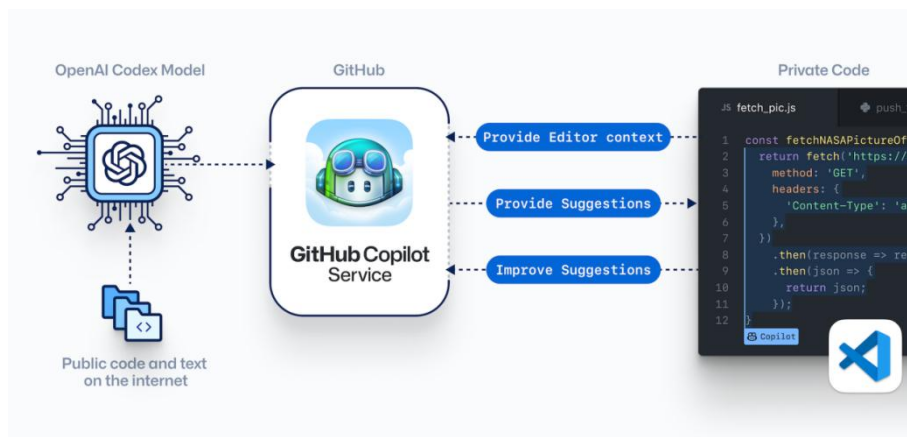 OpenAI Codex Model
GitHub
Private Code
JS fetch_pic.js
push_
Provide Editor context
Provide Suggestions
Improve Suggestions
GitHub Copilot
Service
Public code and text
on the internet
1 const fetchNASAPictureOf
2 return fetch('https://
3 method: 'GET',
4 headers: {
5 'Content-Type': 'a
6 },
7 })
8 .then(response => re
9 .then(json => {
10 return json;
11 });
12 }
Copilot